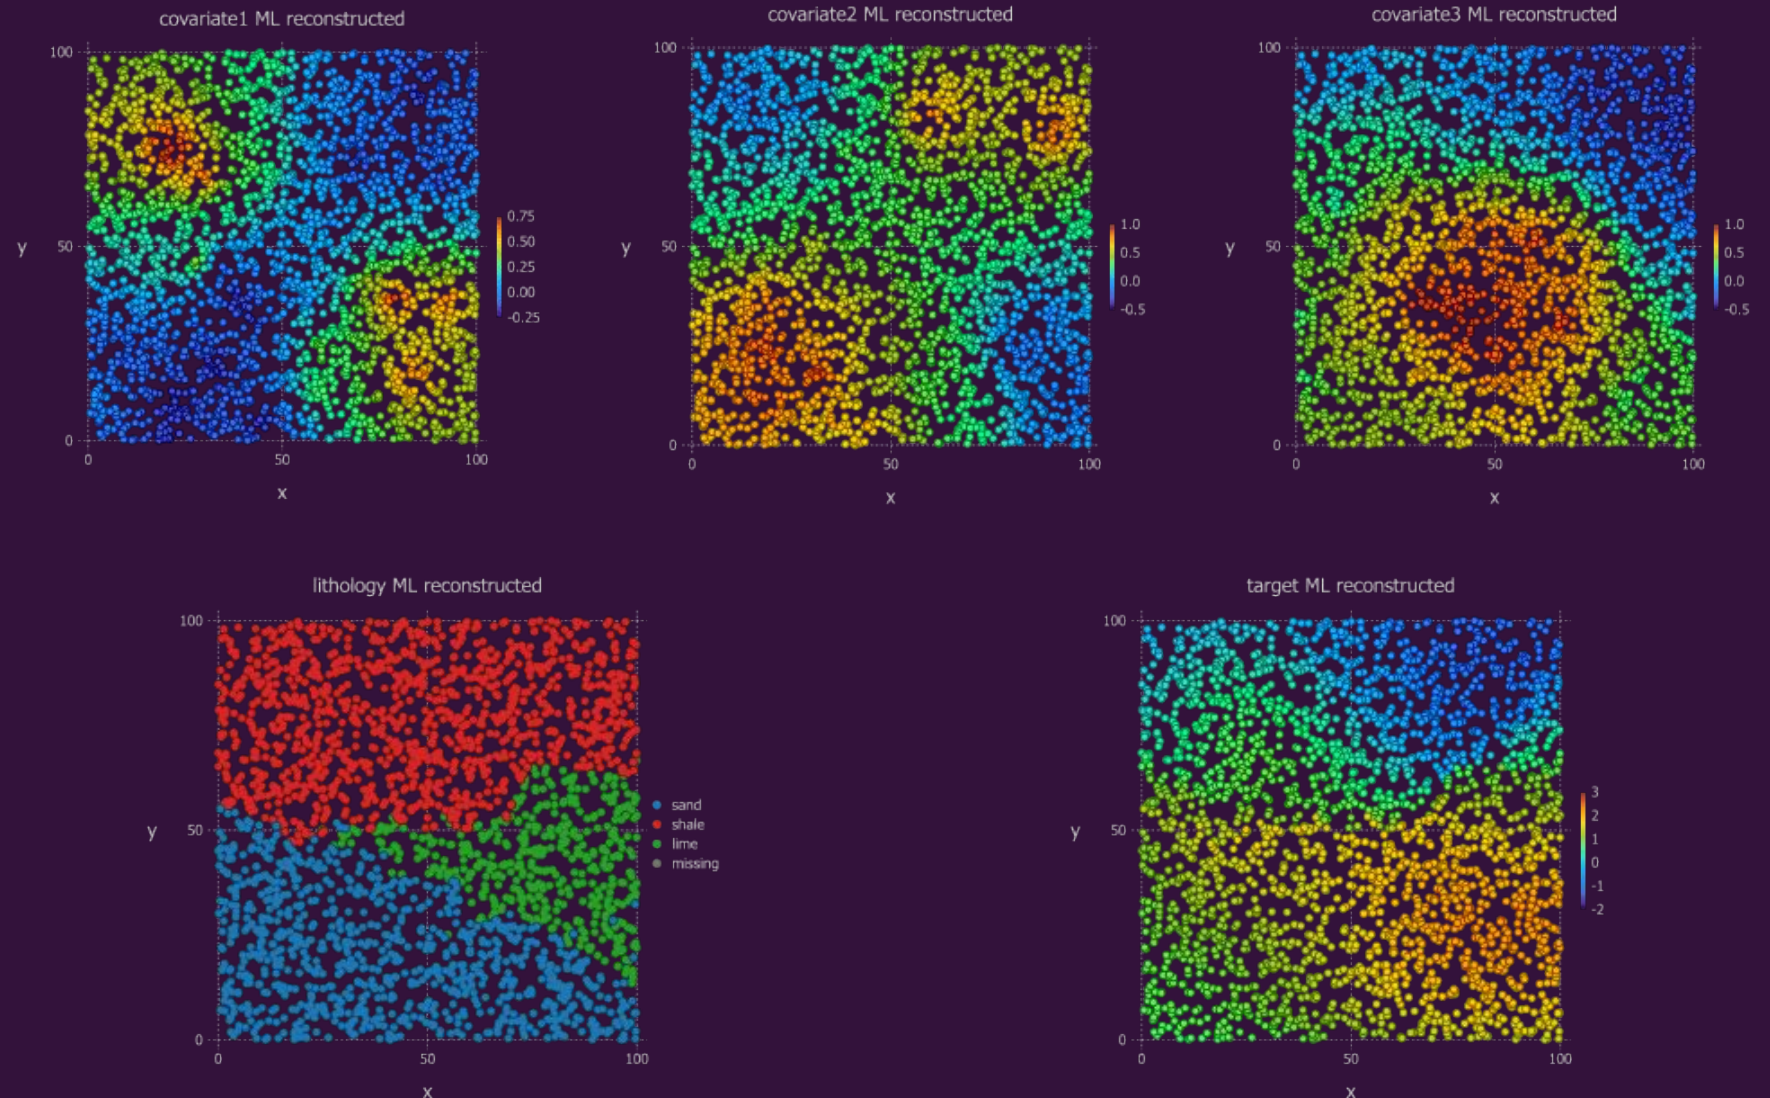 covariate1 ML reconstructed
100
y
50
0
0
50
100
x
0.75
0.50
0.25
0.00
-0.25
covariate2 ML reconstructed
100
y
50
0
0
50
100
x
1.0
0.5
0.0
-0.5
covariate3 ML reconstructed
100
y
50
0
0
50
100
x
1.0
0.5
0.0
-0.5
lithology ML reconstructed
100
y
50
0
0
50
100
x
sand
shale
lime
missing
target ML reconstructed
100
y
50
0
0
50
100
x
3
2
1
0
-1
-2